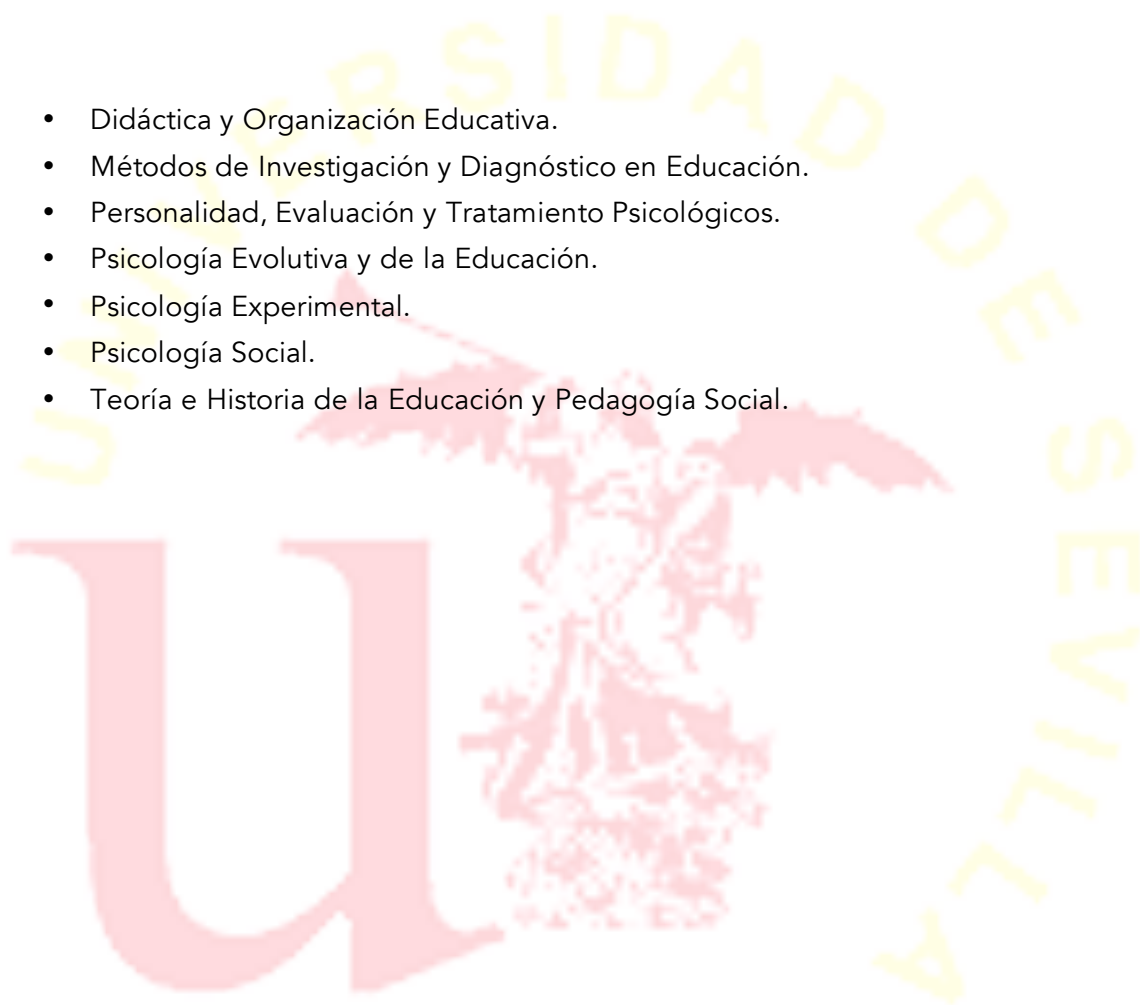 UNIVERSIDAD DE SEVILLA
• Didáctica y Organización Educativa.
• Métodos de Investigación y Diagnóstico en Educación.
• Personalidad, Evaluación y Tratamiento Psicológicos.
• Psicología Evolutiva y de la Educación.
• Psicología Experimental.
• Psicología Social.
• Teoría e Historia de la Educación y Pedagogía Social.
u